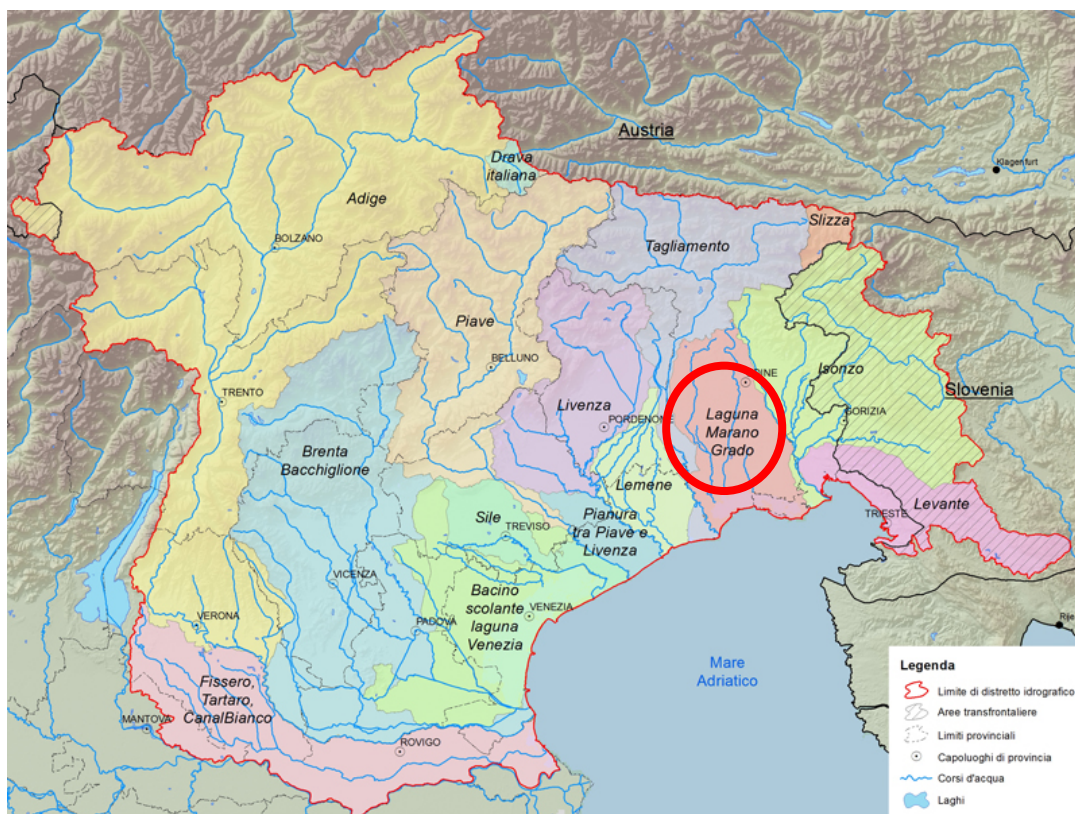 Austria
Klagenfurt
Drava
italiana
Adige
Slizza
BOLZANO
Tagliamento
Piave
Isonzo
BELLUNO
DINE
Slovenia
TRENTO
Livenza
PORDENONE
Laguna
Marano
Grado
GORIZIA
Brenta
Bacchiglione
Lemene
Levante
Sile
TREVISO
Pianura
tra Piave e
Livenza
TRIESTE
VICENZA
Bacino
scolante
laguna
Venezia
VENEZIA
VERONA
PADOVA
Rije
Mare
Adriatico
Fissero,
Tartaro,
CanalBianco
MANTOVA
ROVIGO
Legenda
Limite di distretto idrografico
Aree transfrontaliere
Limiti provinciali
Capoluoghi di provincia
Corsi d'acqua
Laghi